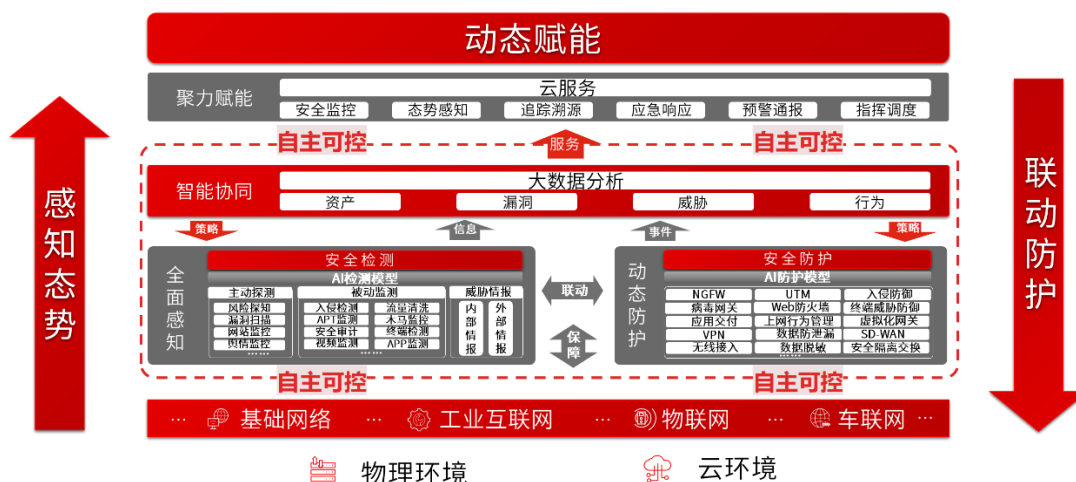 动态赋能
聚力赋能
云服务
安全监控 态势感知 追踪溯源 应急响应 预警通报 指挥调度
自主可控 服务 自主可控
智能协同
大数据分析
资产 漏洞 威胁 行为
策略 信息 事件 策略
感知态势
联动防护
全面感知
安全检测
AI检测模型
主动探测 被动监测 威胁情报
风险探知 入侵检测 流量清洗
漏洞扫描 APT监测 木马监控
网站监控 安全审计 终端检测
舆情监控 视频监测 APP监测
…… ……
内部情报 外部情报
联动
保障
动态防护
安全防护
AI防护模型
NGFW UTM 入侵防御
病毒网关 Web防火墙 终端威胁防御
应用交付 上网行为管理 虚拟化网关
VPN 数据防泄漏 SD-WAN
无线接入 数据脱敏 安全隔离交换
……
自主可控 自主可控
… 基础网络 … 工业互联网 … 物联网 … 车联网 …
物理环境 云环境